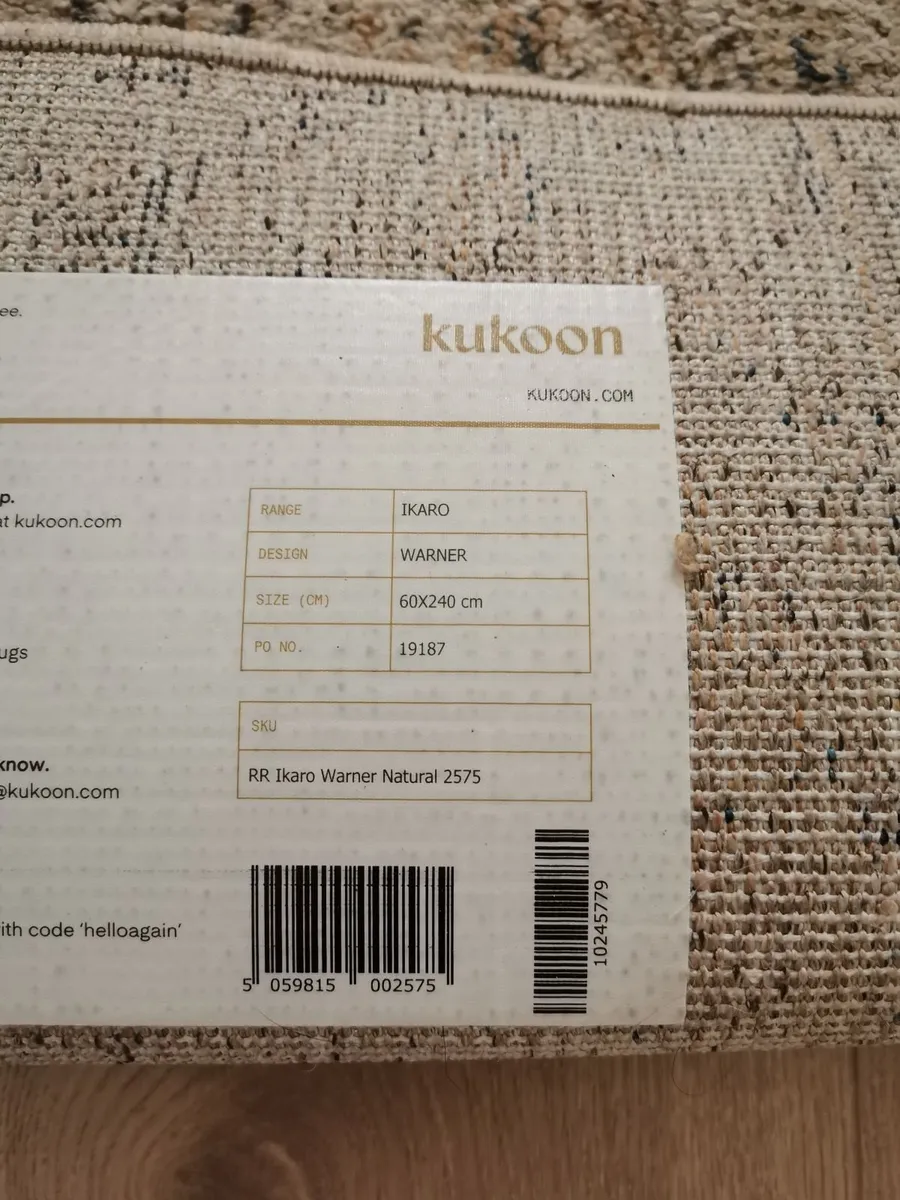 ee.
kukoon
KUKOON.COM
p.
at kukoon.com
RANGE IKARO
DESIGN WARNER
SIZE (CM) 60X240 cm
PO NO. 19187
ugs
SKU
RR Ikaro Warner Natural 2575
know.
@kukoon.com
ith code ‘helloagain’
5 059815 002575
10245779